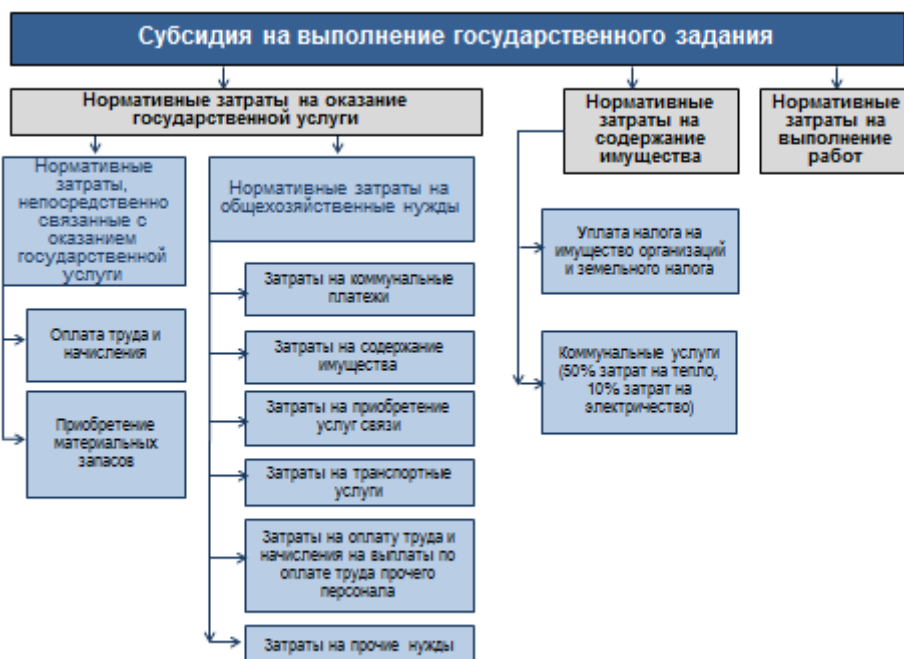 Субсидия на выполнение государственного задания
Нормативные затраты на оказание
государственной услуги
Нормативные
затраты на
содержание
имущества
Нормативные
затраты на
выполнение
работ
Нормативные
затраты,
непосредственно
связанные с
оказанием
государственной
услуги
Нормативные затраты на
общехозяйственные нужды
Оплата труда и
начисления
Приобретение
материальных
запасов
Затраты на коммунальные
платежи
Затраты на содержание
имущества
Затраты на приобретение
услуг связи
Затраты на транспортные
услуги
Затраты на оплату труда и
начисления на выплаты по
оплате труда прочего
персонала
Затраты на прочие нужды
Уплата налога на
имущество организаций
и земельного налога
Коммунальные услуги
(50% затрат на тепло,
10% затрат на
электричество)